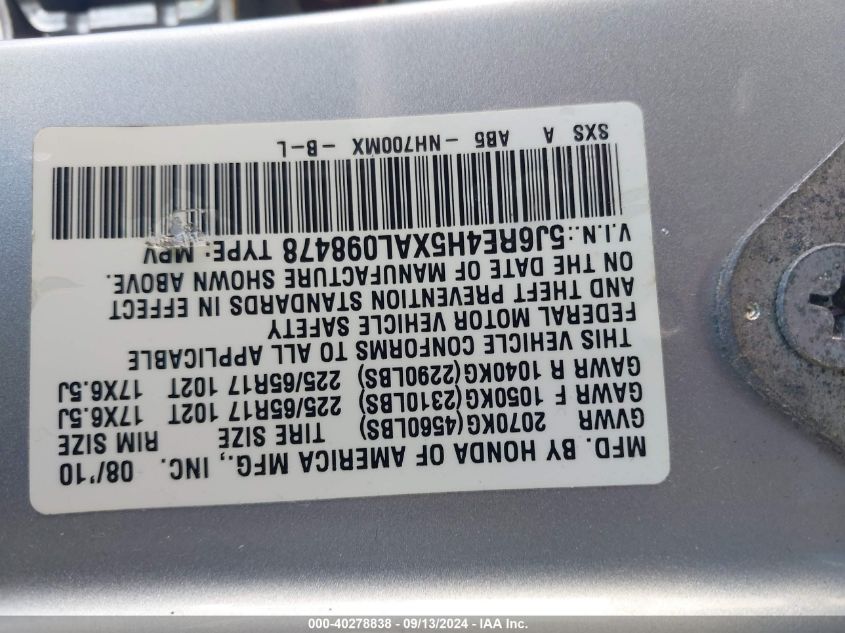 MFD. BY HONDA OF AMERICA MFG., INC. 08/'10
GVWR 2070KG(4560LBS) TIRE SIZE RIM SIZE
GAWR F 1050KG(2310LBS) 225/65R17 102T 17X6.5J
GAWR R 1040KG(2290LBS) 225/65R17 102T 17X6.5J
THIS VEHICLE CONFORMS TO ALL APPLICABLE
FEDERAL MOTOR VEHICLE SAFETY
AND THEFT PREVENTION STANDARDS IN EFFECT
ON THE DATE OF MANUFACTURE SHOWN ABOVE.
V.I.N.:5J6RE4H5XAL098478 TYPE: MPV
SXS A AB5 - NH700MX - B-L
000-40278838 - 09/13/2024 - IAA Inc.